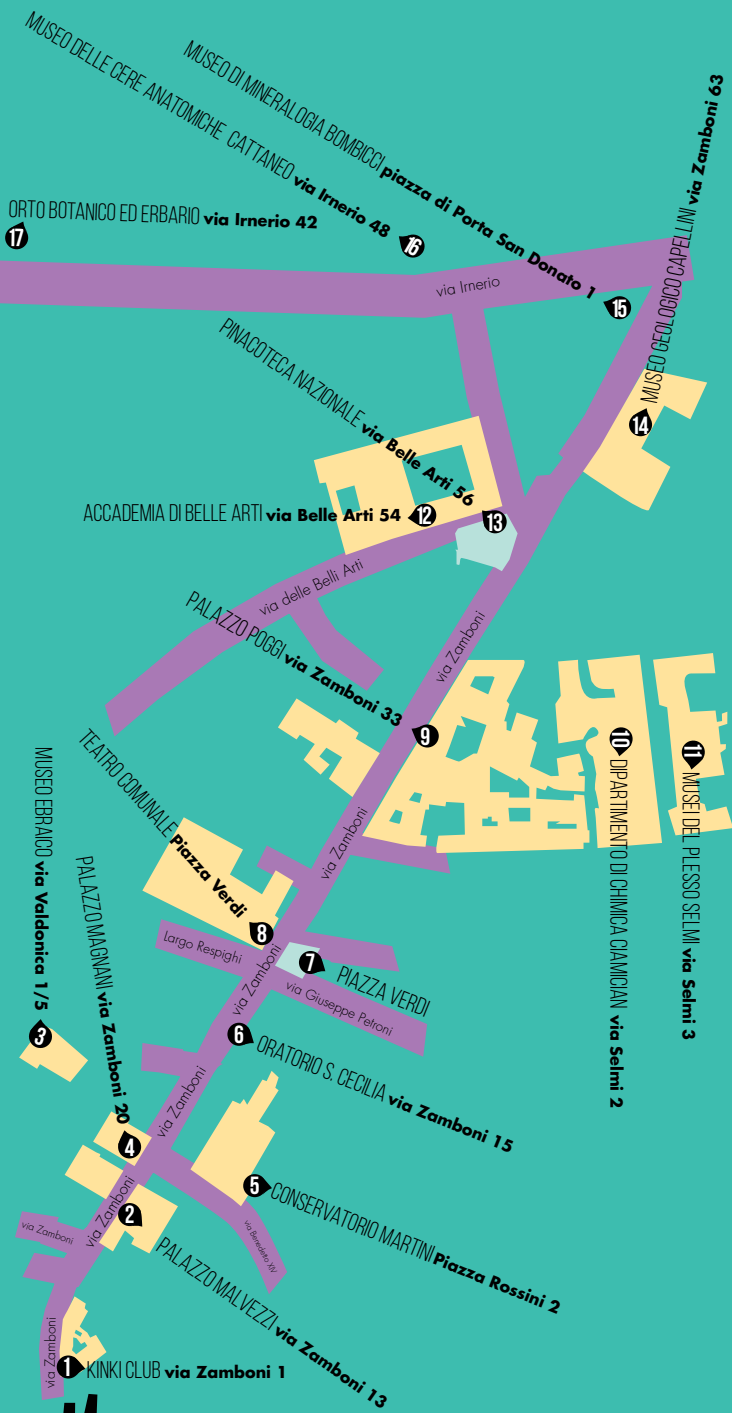 MUSEO DELLE CERE ANATOMICHE CATTANEO via Irnerio 48
16
MUSEO DI MINERALOGIA BOMBICCI piazza di Porta San Donato 1
15
MUSEO GEOLOGICO CAPELLINI via Zamboni 63
14
ORTO BOTANICO ED ERBARIO via Irnerio 42
17
via Irnerio
PINACOTECA NAZIONALE via Belle Arti 56
13
ACCADEMIA DI BELLE ARTI via Belle Arti 54
12
via delle Belli Arti
PALAZZO POGGI via Zamboni 33
9
via Zamboni
10
DIPARTIMENTO DI CHIMICA CIAMICIAN via Selmi 2
11
MUSEI DEL PLESSO SELMI via Selmi 3
TEATRO COMUNALE Piazza Verdi
8
via Zamboni
MUSEO EBRAICO via Valdonica 1/5
3
PALAZZO MAGNANI via Zamboni 20
4
Largo Respighi
via Zamboni
7
PIAZZA VERDI
via Giuseppe Petroni
6
ORATORIO S. CECILIA via Zamboni 15
via Zamboni
5
CONSERVATORIO MARTINI Piazza Rossini 2
via Zamboni
2
PALAZZO MALVEZZI via Zamboni 13
via Zamboni
via Benedeto XIV
via Zamboni
1
KINKI CLUB via Zamboni 1